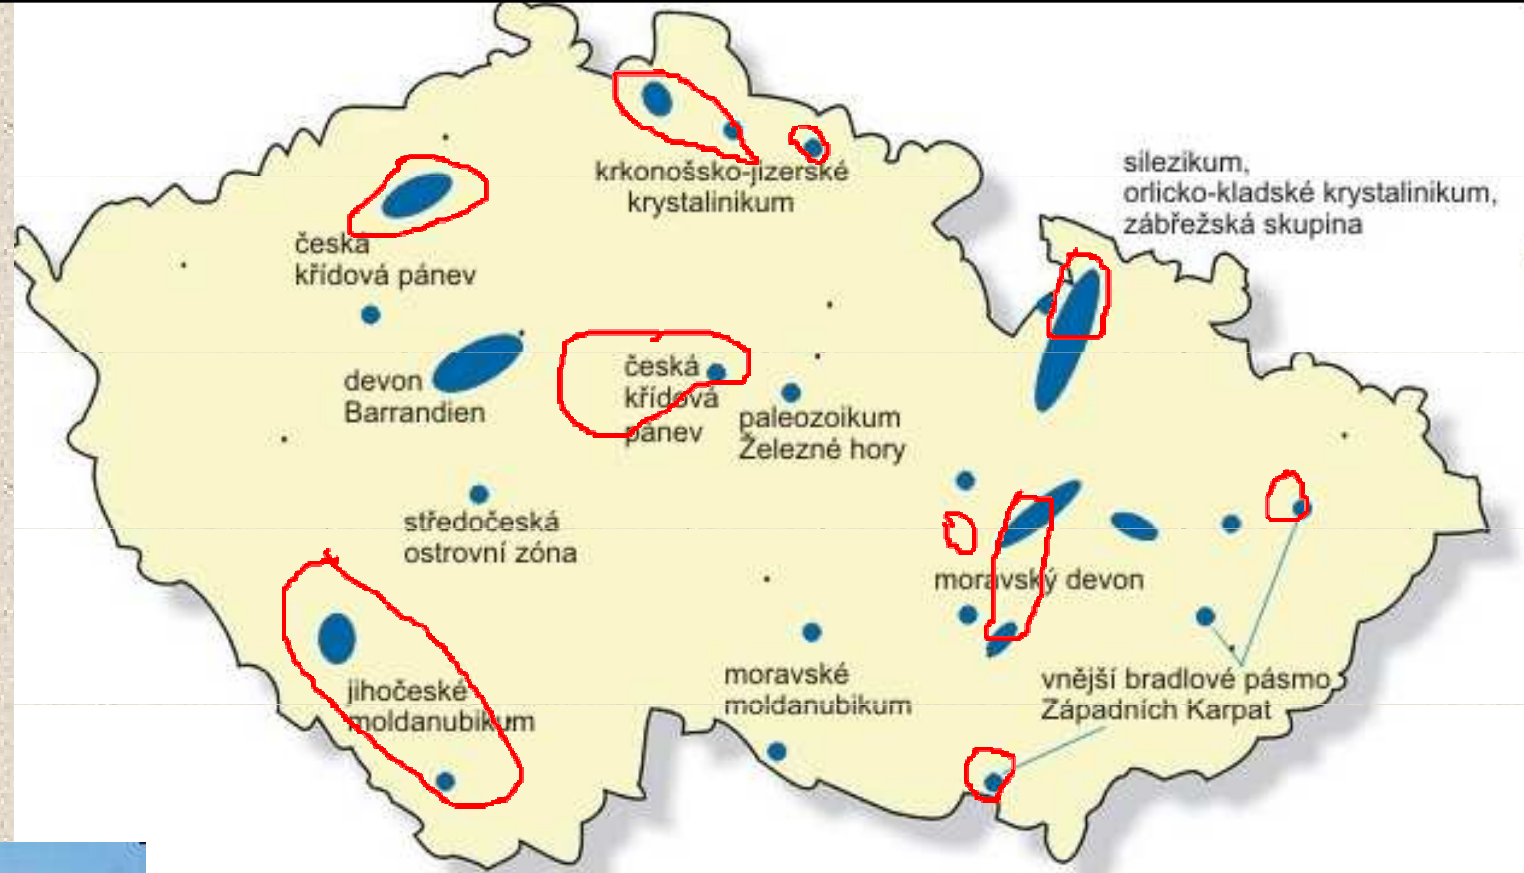 krkonošsko-jizerské
krystalinikum
silezikum,
orlicko-kladské krystalinikum,
zábřežská skupina
česká
křídová pánev
devon
Barrandien
česká
křídová
pánev
paleozoikum
Železné hory
středočeská
ostrovní zóna
moravský devon
jihočeské
moldanubikum
moravské
moldanubikum
vnější bradlové pásmo
Západních Karpat